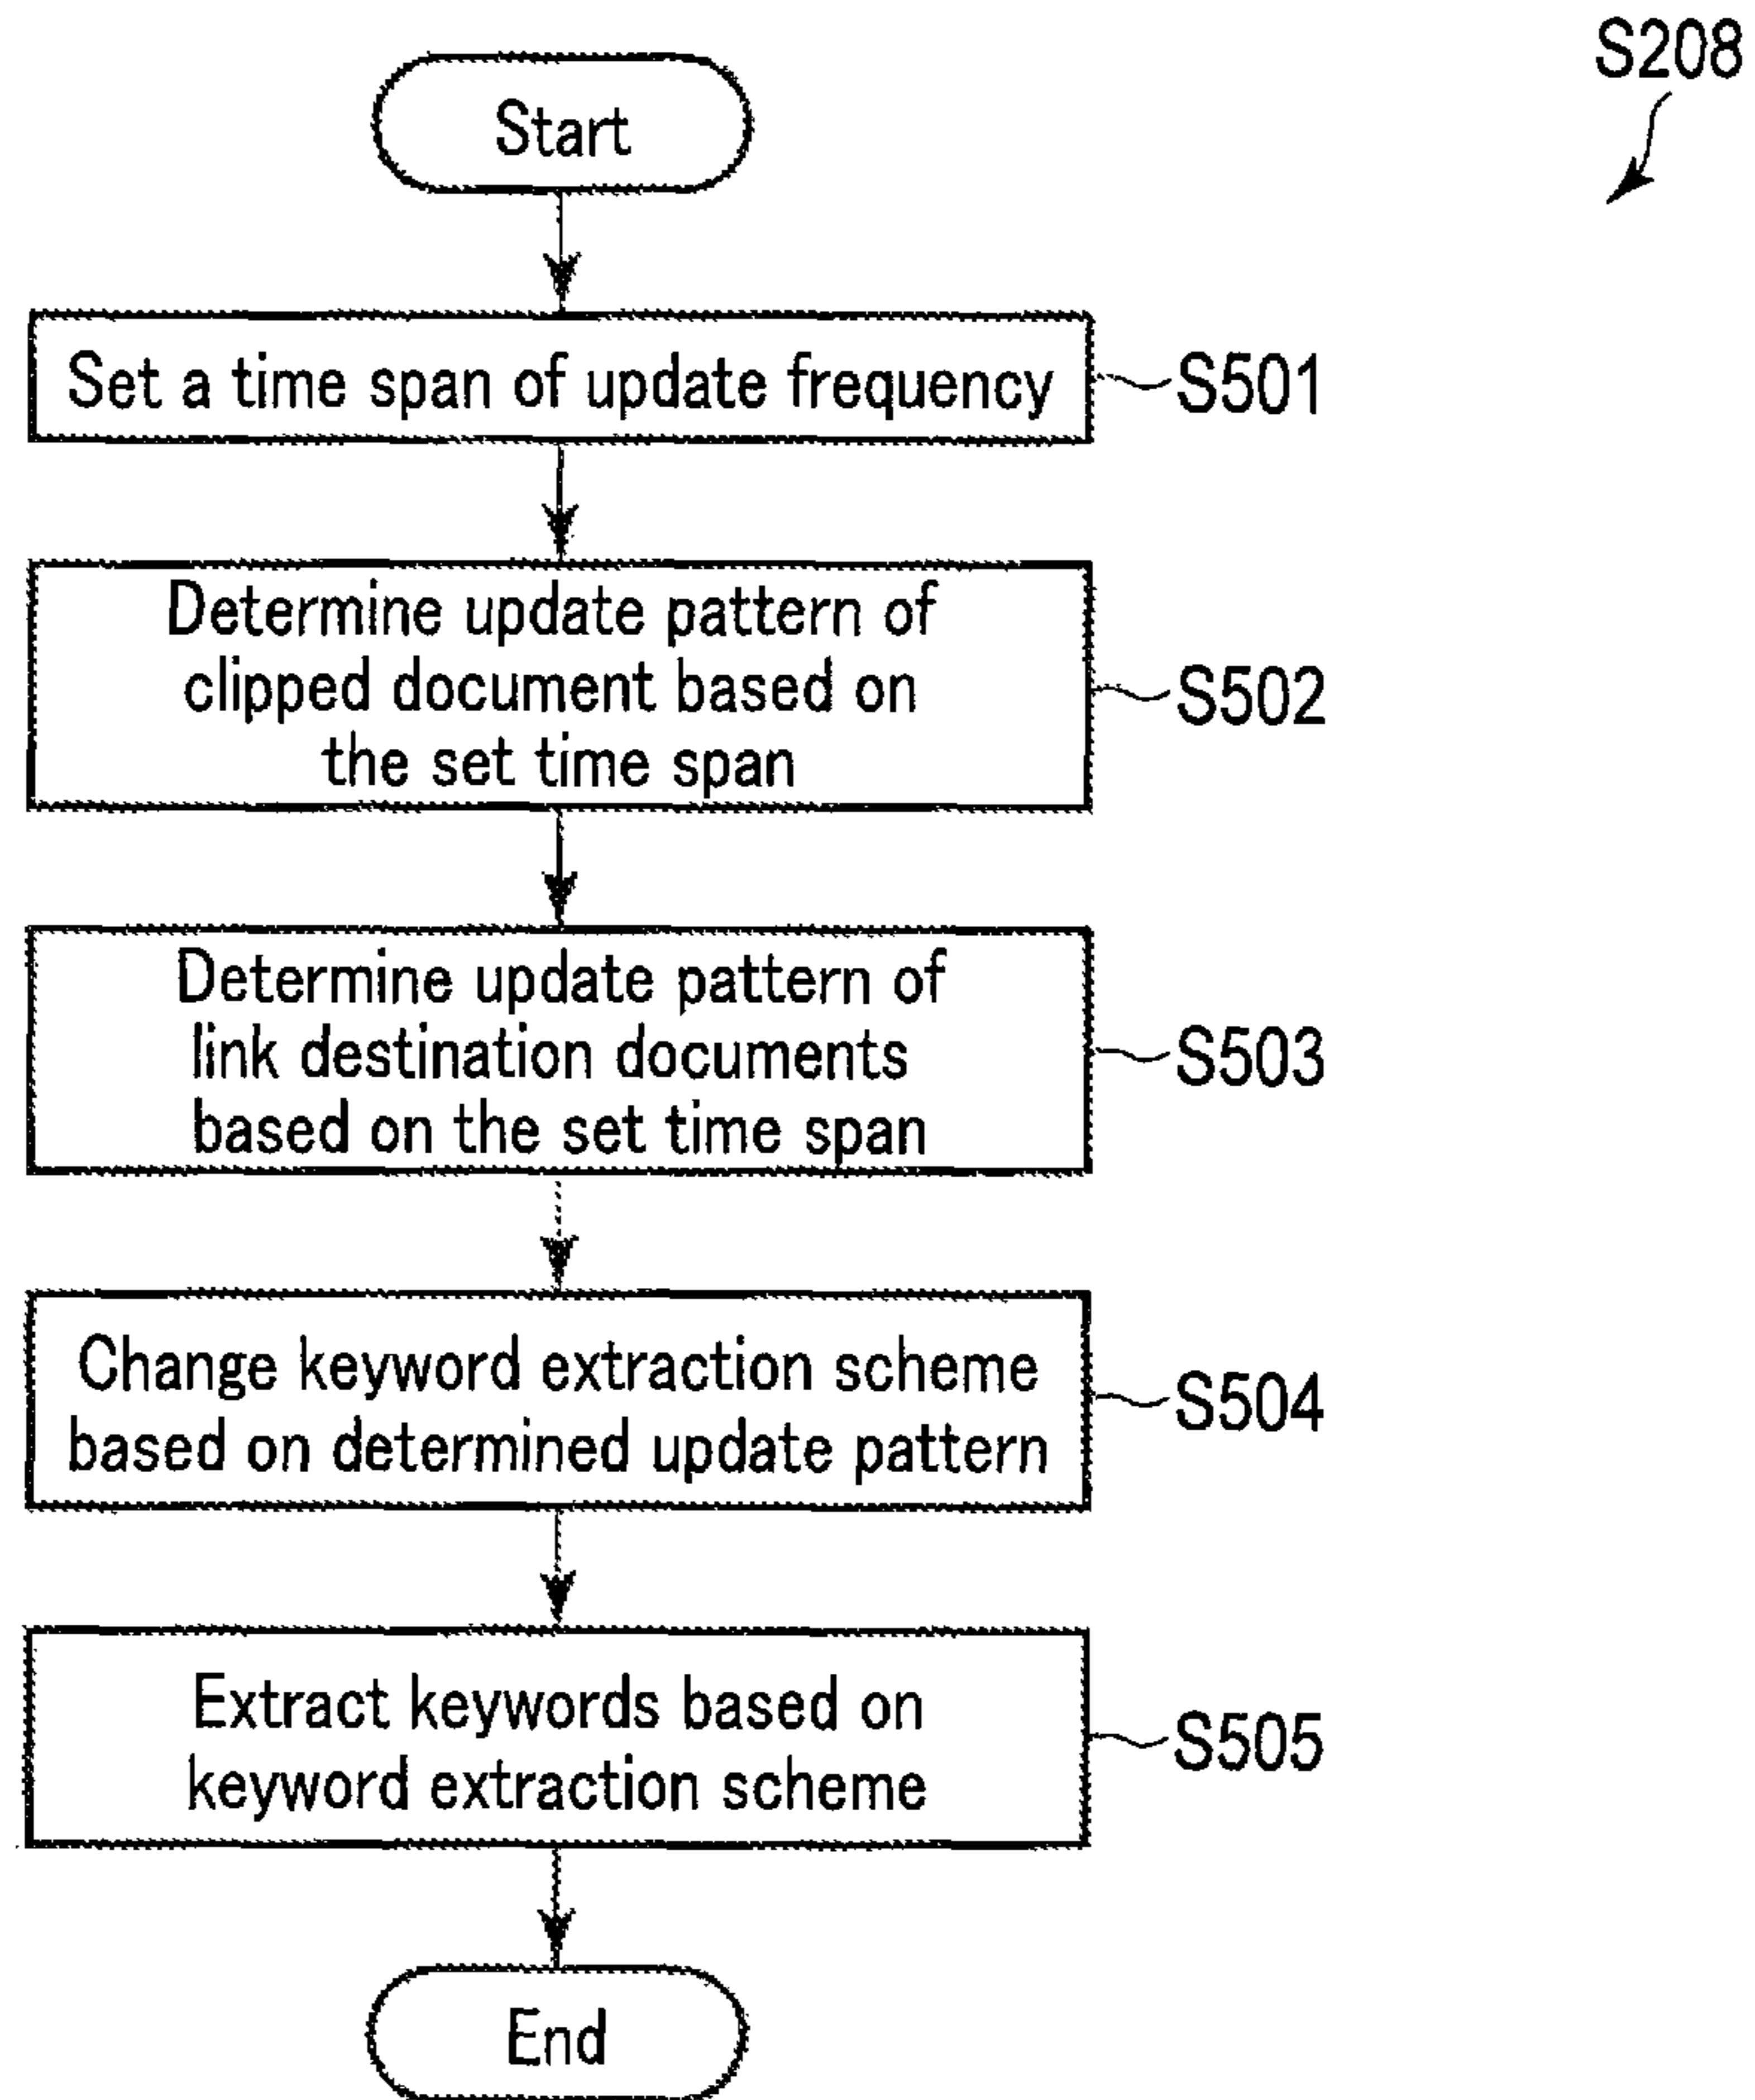 S208
Start
Set a time span of update frequency
S501
Determine update pattern of
clipped document based on
the set time span
S502
Determine update pattern of
link destination documents
based on the set time span
S503
Change keyword extraction scheme
based on determined update pattern
S504
Extract keywords based on
keyword extraction scheme
S505
End